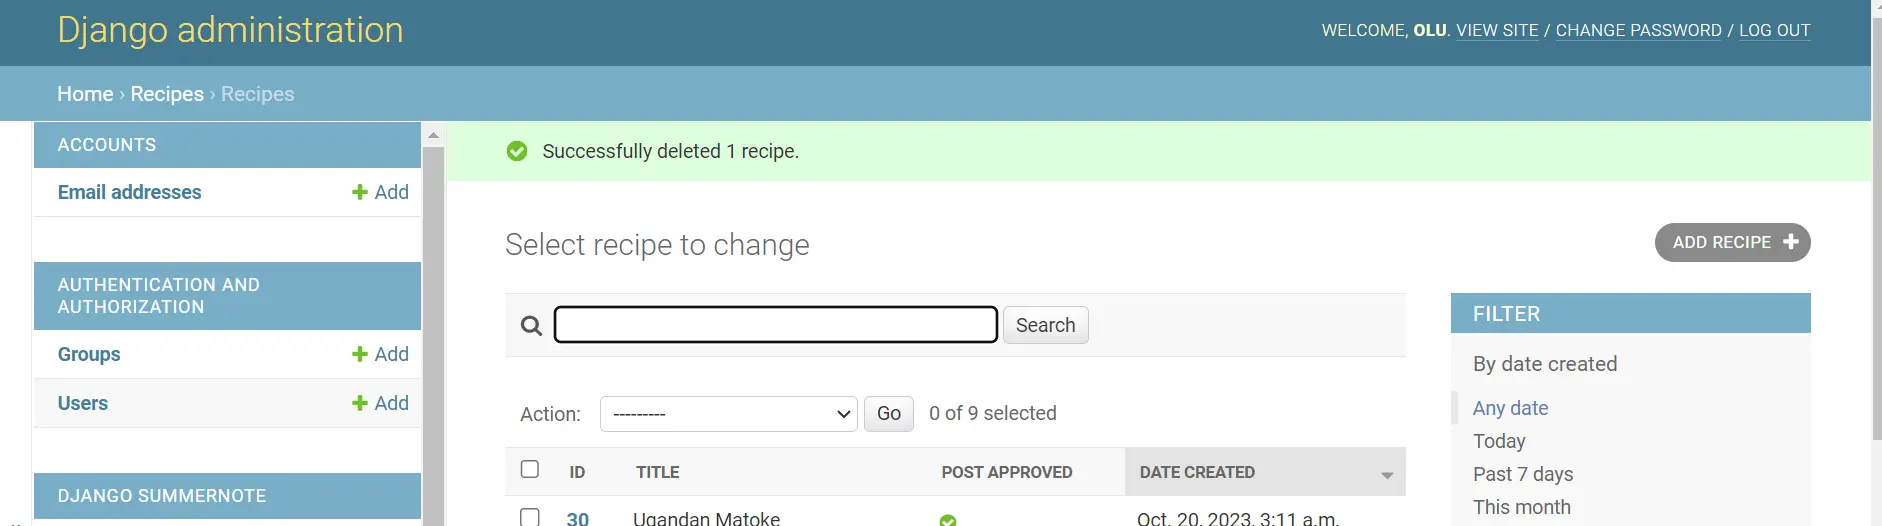 Django administration
WELCOME, OLU. VIEW SITE / CHANGE PASSWORD / LOG OUT
Home › Recipes › Recipes
ACCOUNTS
Email addresses
Add
AUTHENTICATION AND
AUTHORIZATION
Groups
Add
Users
Add
DJANGO SUMMERNOTE
Successfully deleted 1 recipe.
Select recipe to change
ADD RECIPE
Search
Action: --------- Go 0 of 9 selected
ID TITLE POST APPROVED DATE CREATED
30 Ugandan Matoke Oct. 20, 2023, 3:11 a.m.
FILTER
By date created
Any date
Today
Past 7 days
This month